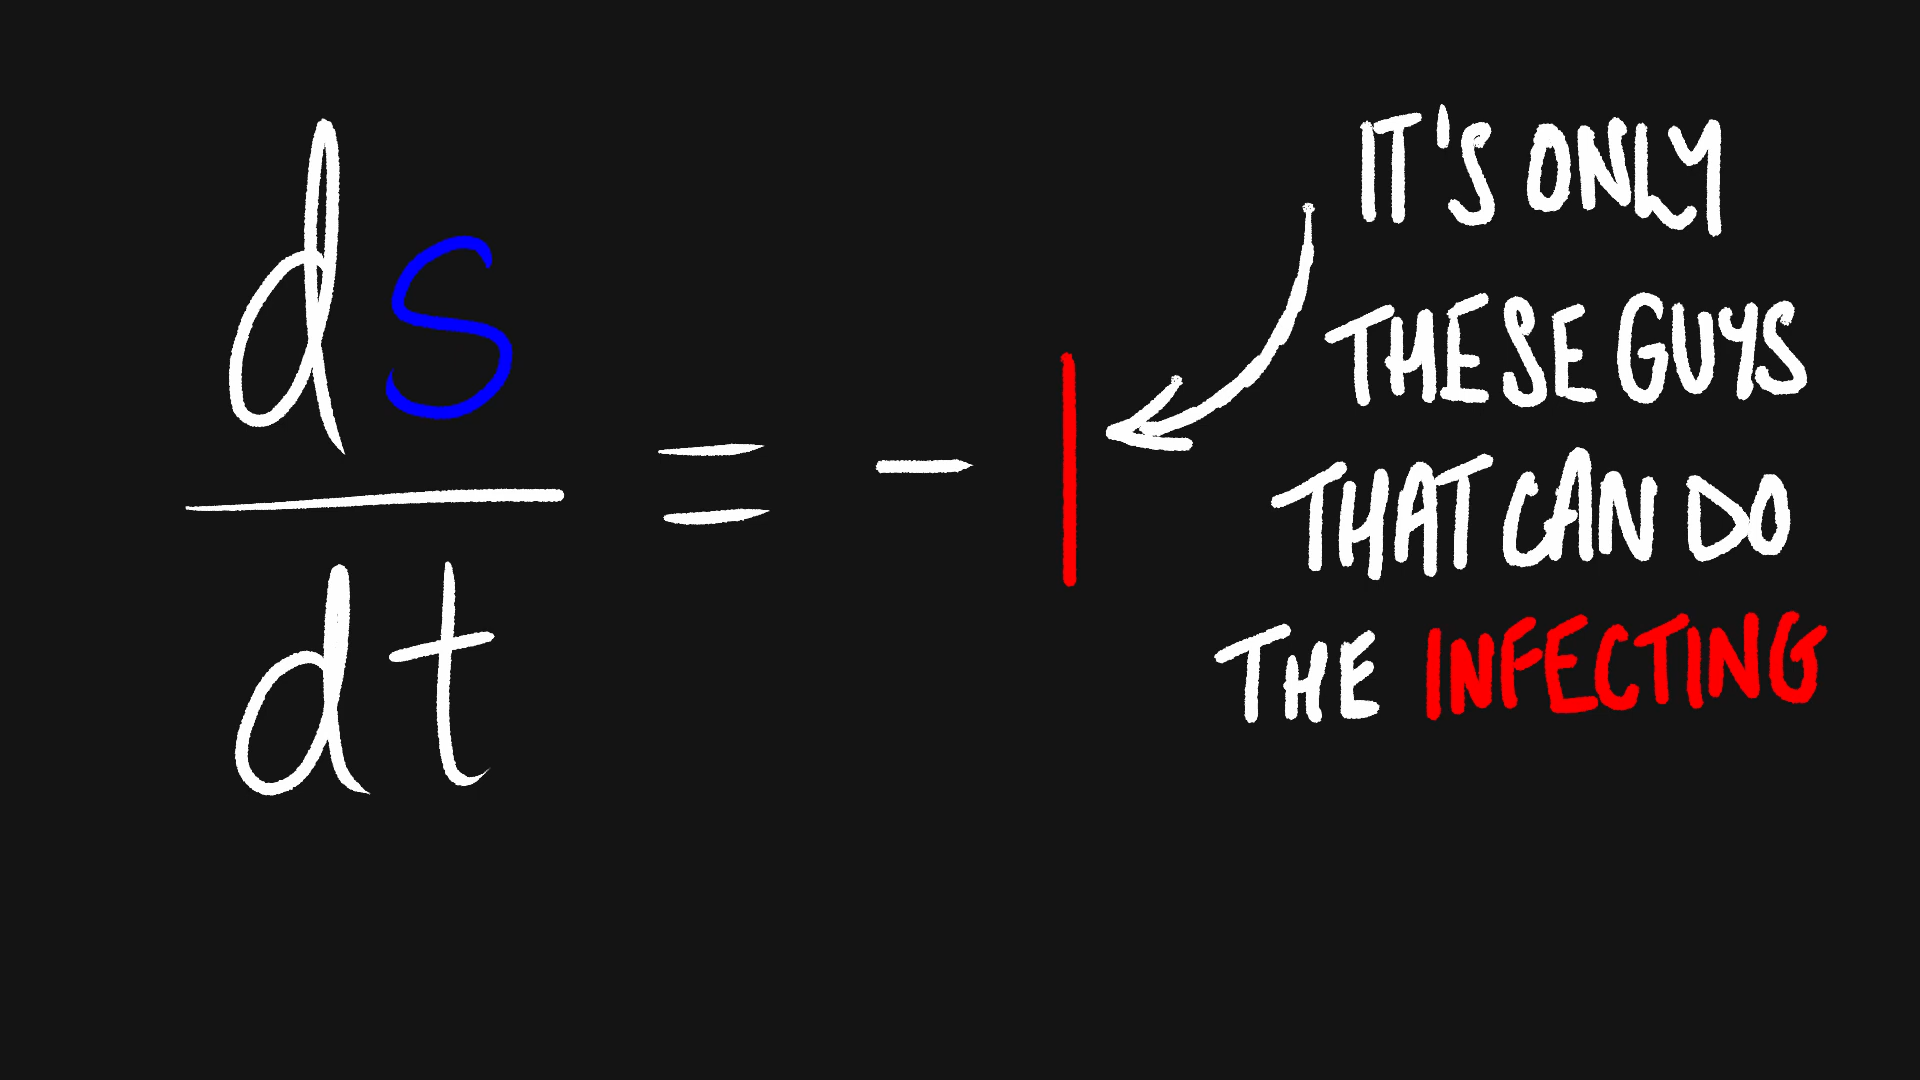 dS/dt = - I
IT'S ONLY
THESE GUYS
THAT CAN DO
THE INFECTING